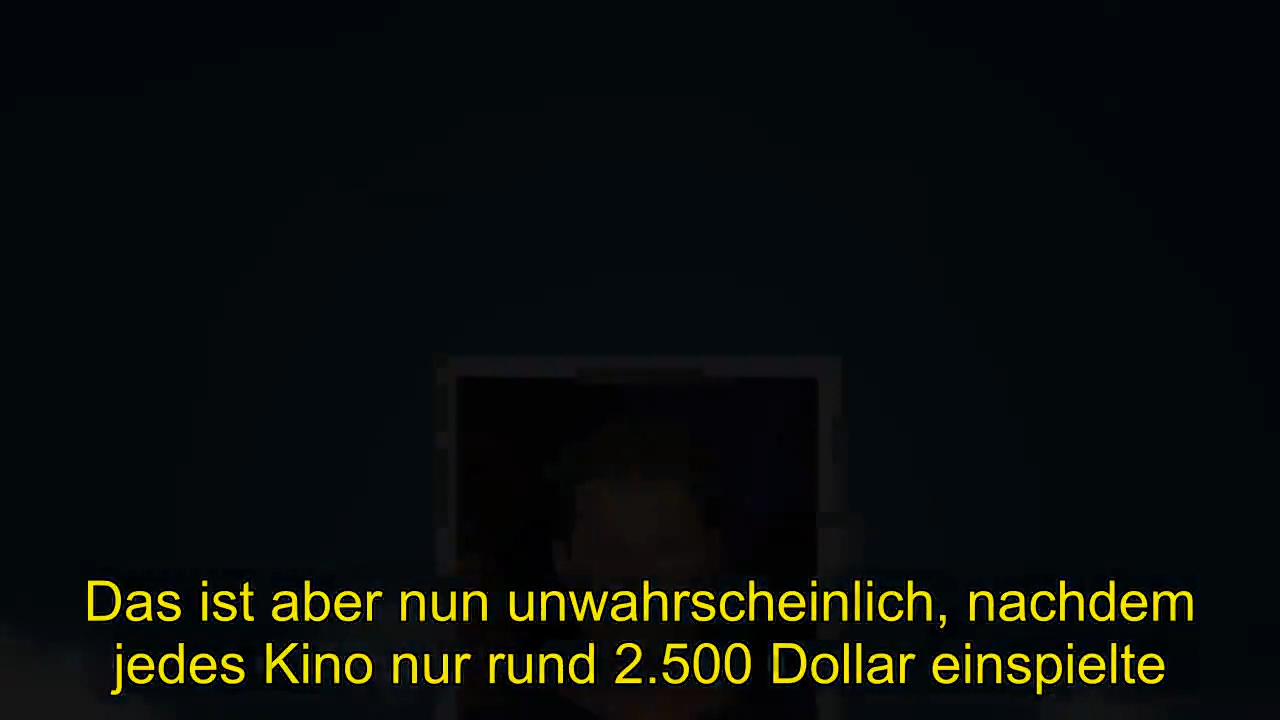 Das ist aber nun unwahrscheinlich, nachdem
jedes Kino nur rund 2.500 Dollar einspielte